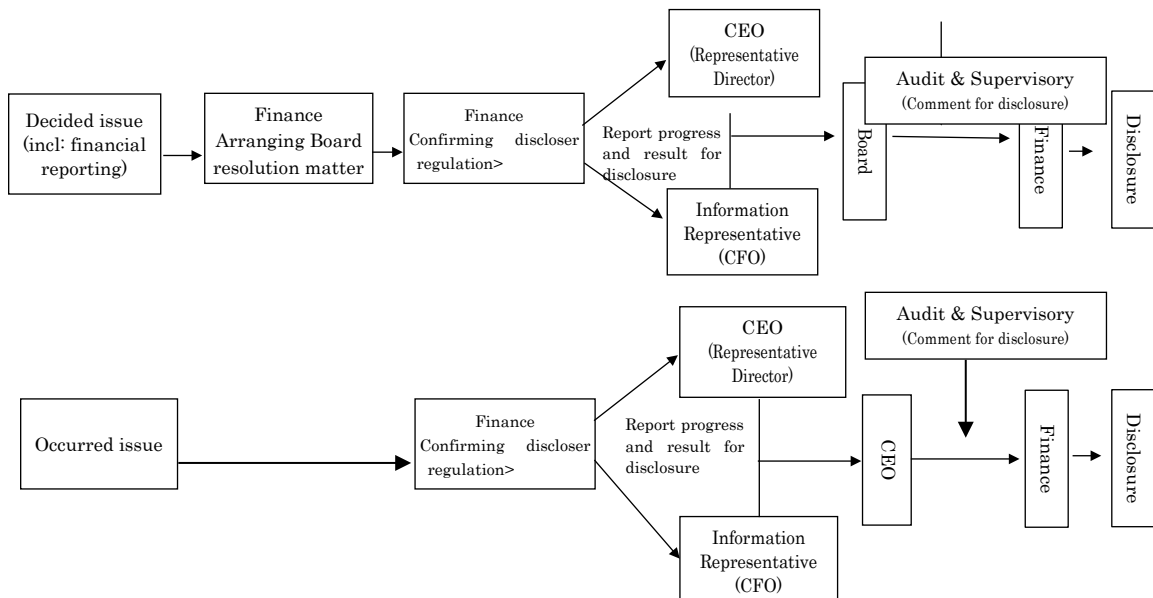 CEO
(Representative
Director)
Audit & Supervisory
(Comment for disclosure)
Decided issue
(incl: financial
reporting)
Finance
Arranging Board
resolution matter
Finance
Confirming discloser
regulation>
Report progress
and result for
disclosure
Board
Finance
Disclosure
Information
Representative
(CFO)
CEO
(Representative
Director)
Audit & Supervisory
(Comment for disclosure)
Occurred issue
Finance
Confirming discloser
regulation>
Report progress
and result for
disclosure
CEO
Finance
Disclosure
Information
Representative
(CFO)